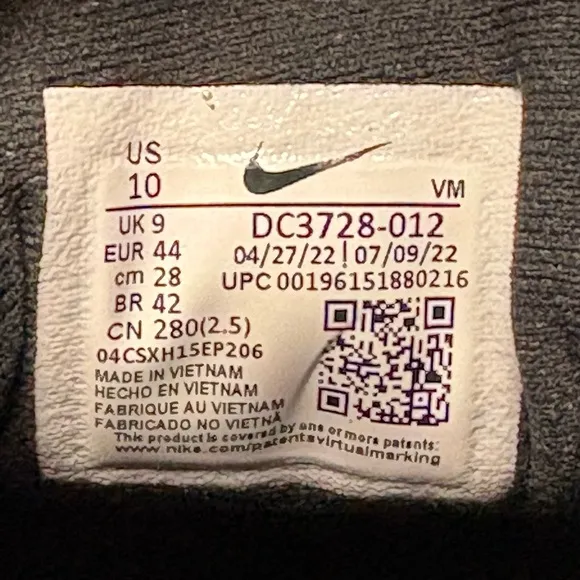 US
10
VM
UK 9
EUR 44
cm 28
BR 42
CN 280(2.5)
04CSXH15EP206
DC3728-012
04/27/22 | 07/09/22
UPC 00196151880216
MADE IN VIETNAM
HECHO EN VIETNAM
FABRIQUE AU VIETNAM
FABRICADO NO VIETNÃ
This product is covered by one or more patents:
www.nike.com/patentsvirtualmarking